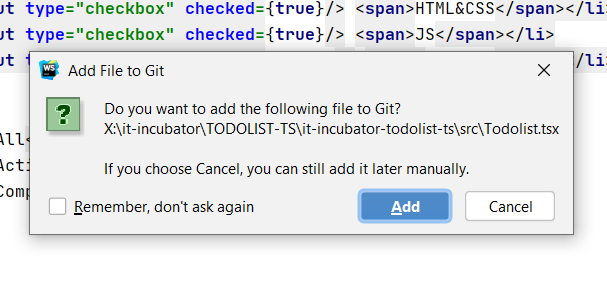 ut type="checkbox" checked={true}/> <span>HTML&CSS</span></li
ut type="checkbox" checked={true}/> <span>JS</span></li>
WS
Add File to Git
Do you want to add the following file to Git?
X:\it-incubator\TODOLIST-TS\it-incubator-todolist-ts\src\Todolist.tsx
If you choose Cancel, you can still add it later manually.
Remember, don't ask again
Add
Cancel
All<
Acti
Comp